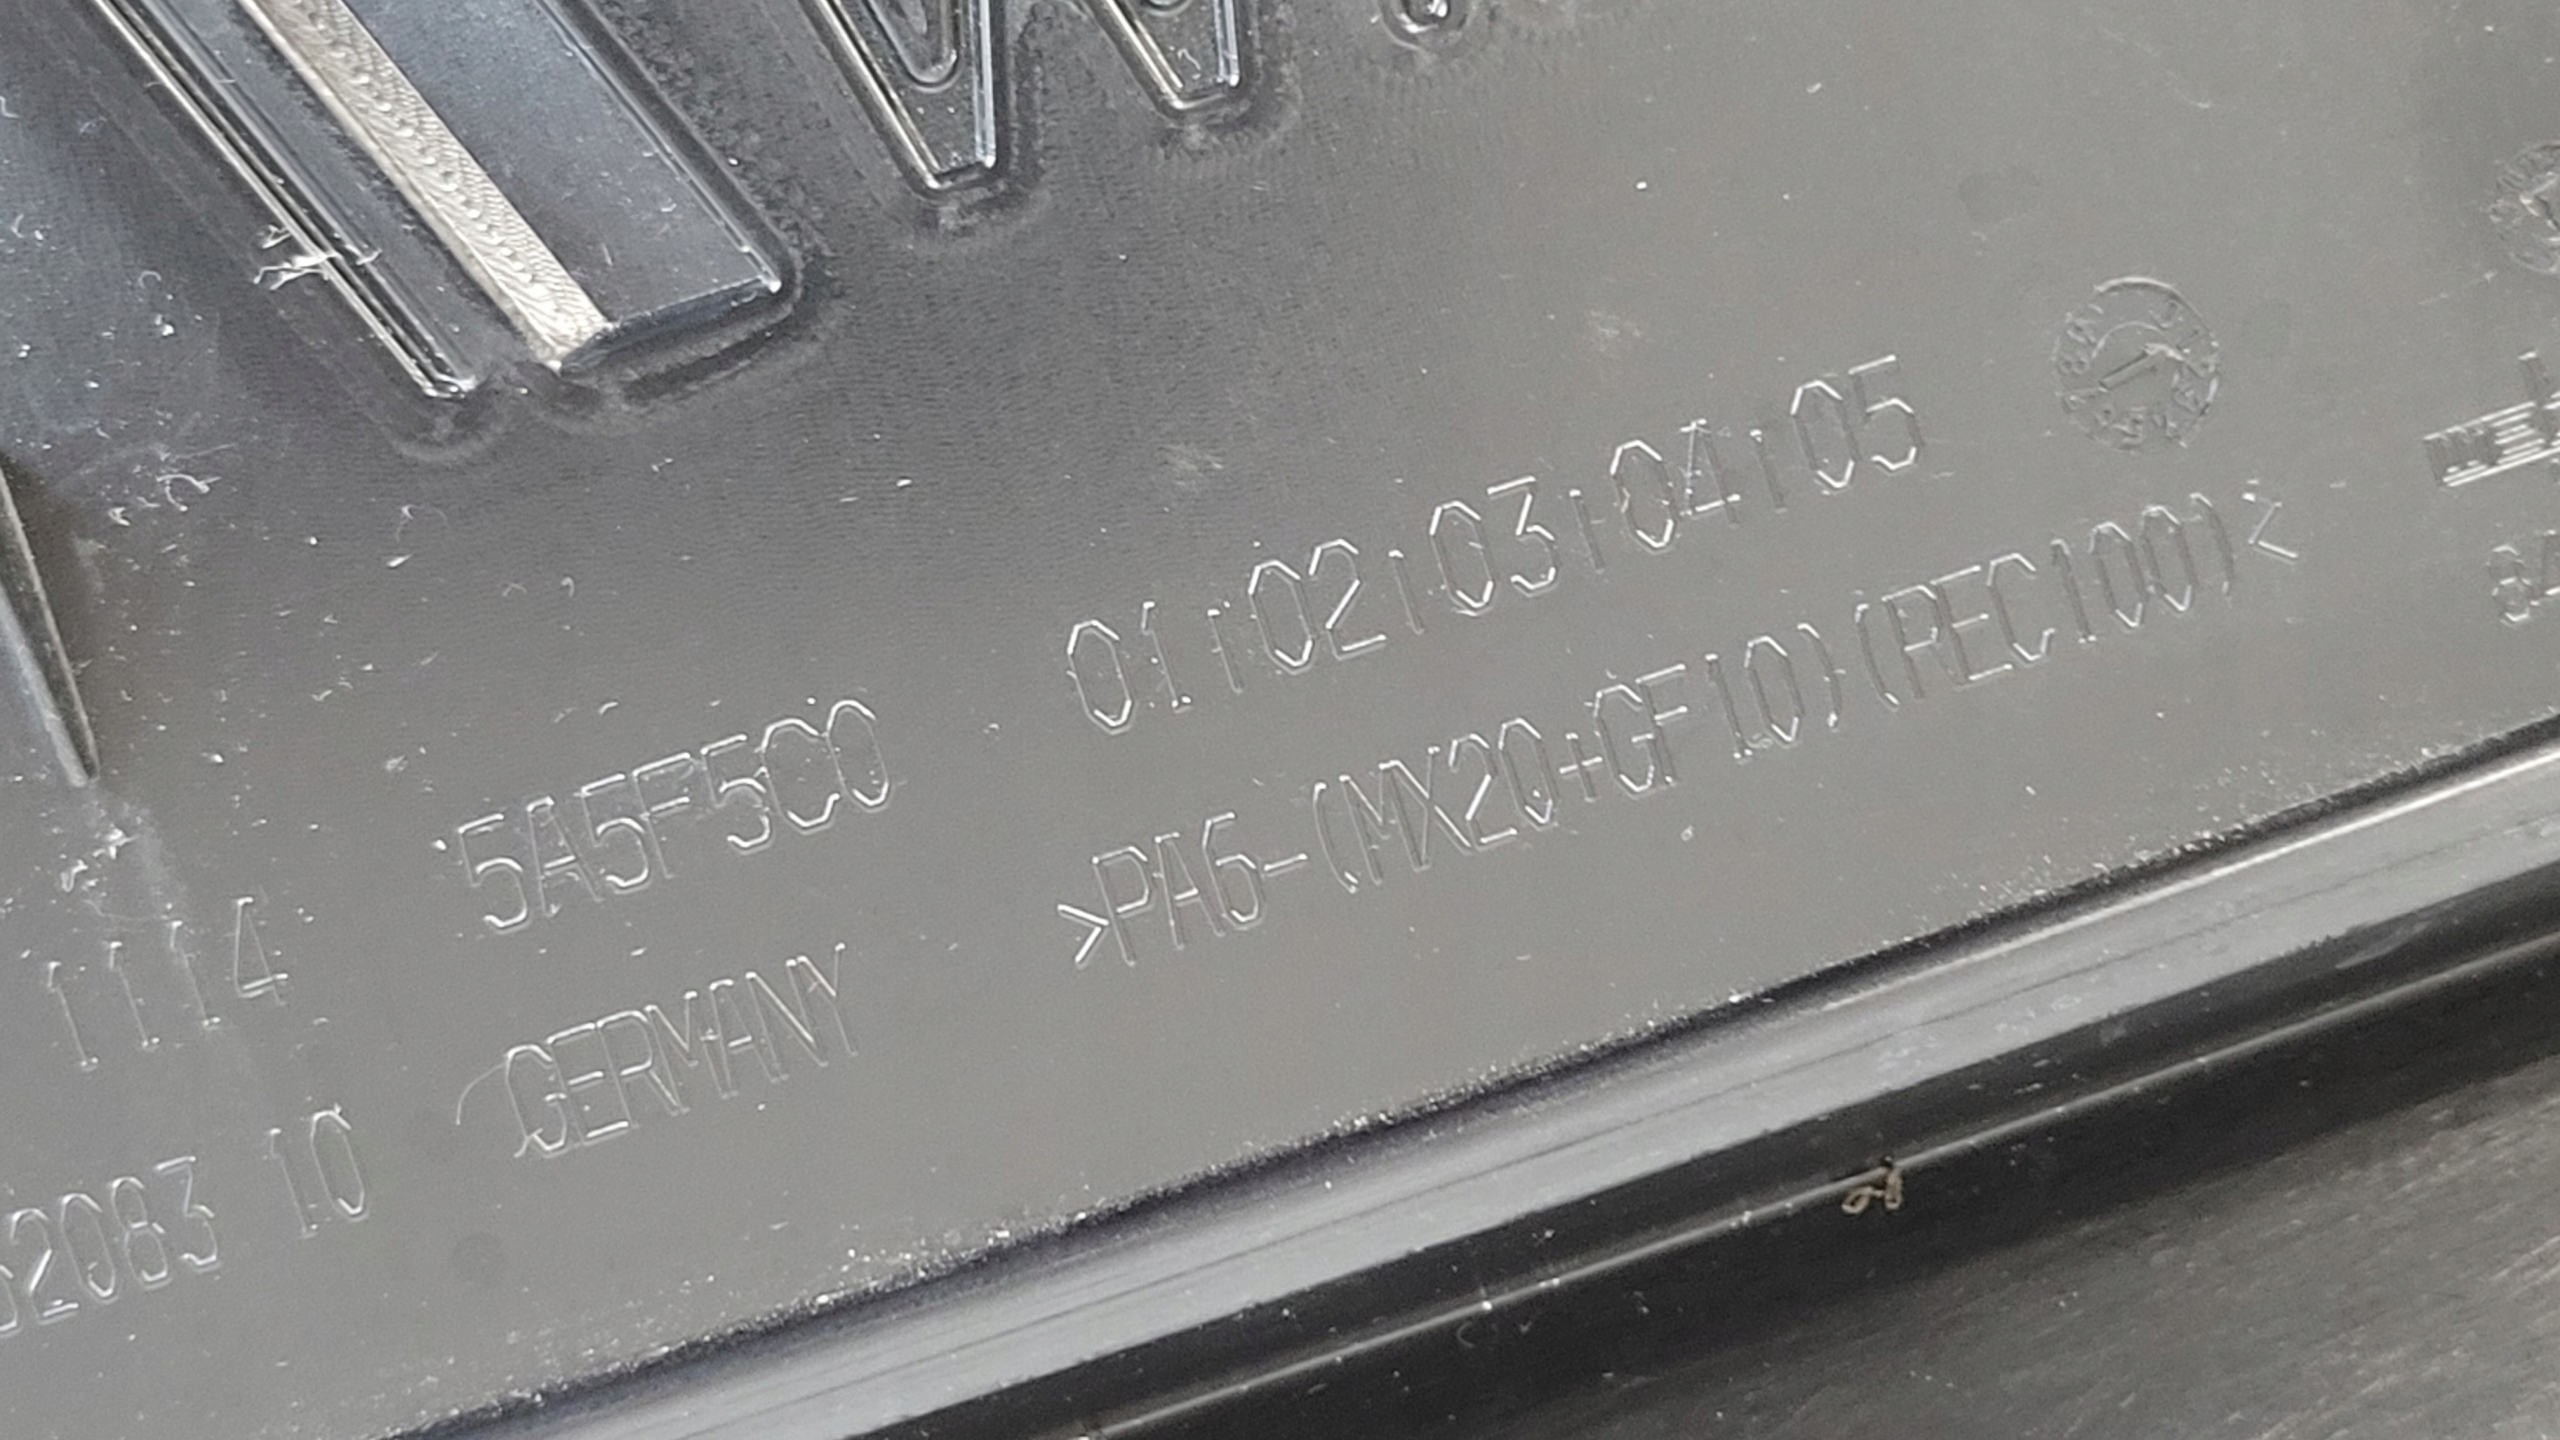 1114 5A5F5C0 01 02 03 04 05
2083 10 GERMANY >PA6-(MX20+GF10)(REC100)<